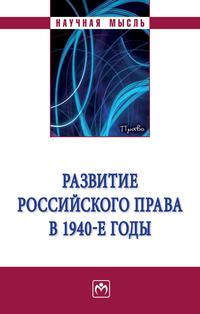 НАУЧНАЯ МЫСЛЬ
Право
РАЗВИТИЕ
РОССИЙСКОГО ПРАВА
В 1940-Е ГОДЫ